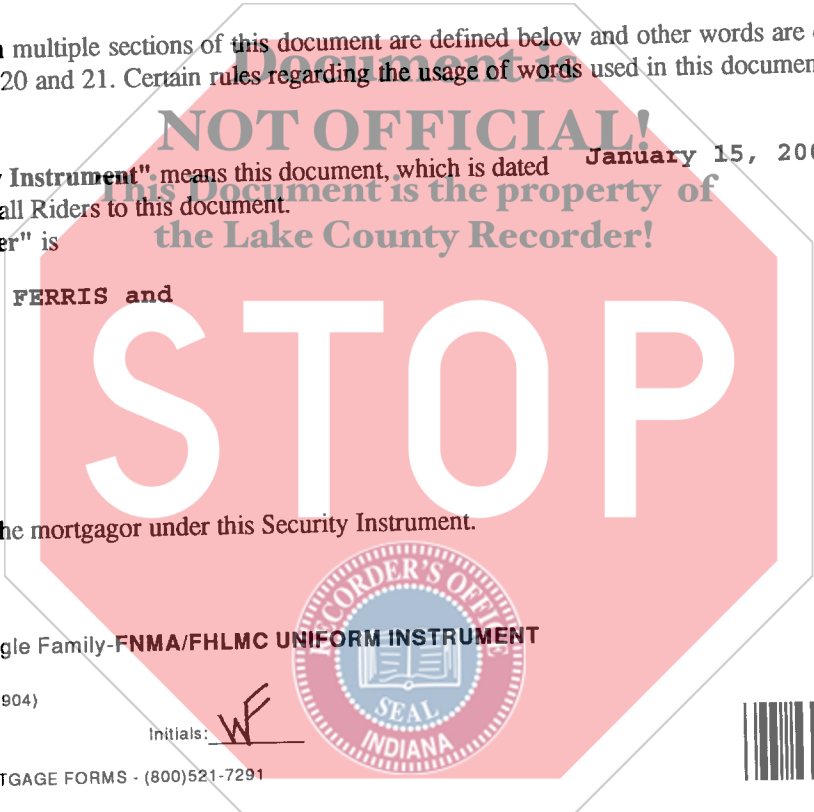 multiple sections of this document are defined below and other words are
Document is
20 and 21. Certain rules regarding the usage of words used in this documen
NOT OFFICIAL!
Instrument" means this document, which is dated January 15, 200
This Document is the property of
all Riders to this document.
er" is
the Lake County Recorder!
FERRIS and
STOP
he mortgagor under this Security Instrument.
RECORDER'S OFFICE
gle Family-FNMA/FHLMC UNIFORM INSTRUMENT
904)
SEAL
Initials: WF
INDIANA
TGAGE FORMS - (800)521-7291